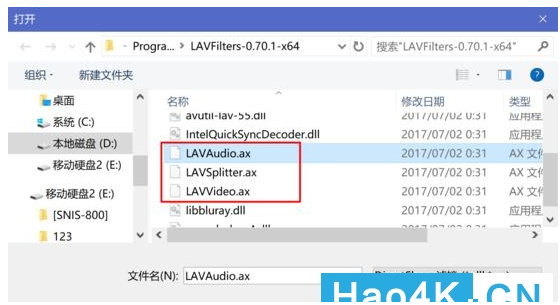 打开
Progra... > LAVFilters-0.70.1-x64
搜索"LAVFilters-0.70.1-x64"
组织
新建文件夹
桌面
系统 (C:)
本地磁盘 (D:)
移动硬盘2 (E:)
移动硬盘2 (E:)
[SNIS-800]
123
名称 修改日期 类型
avutil-lav-55.dll 2017/07/02 0:31 应用程
IntelQuickSyncDecoder.dll 2017/07/02 0:31 应用程
LAVAudio.ax 2017/07/02 0:31 AX 文件
LAVSplitter.ax 2017/07/02 0:31 AX 文件
LAVVideo.ax 2017/07/02 0:31 AX 文件
libbluray.dll 2017/07/02 0:31 应用程
文件名(N): LAVAudio.ax
Hao4K.CN